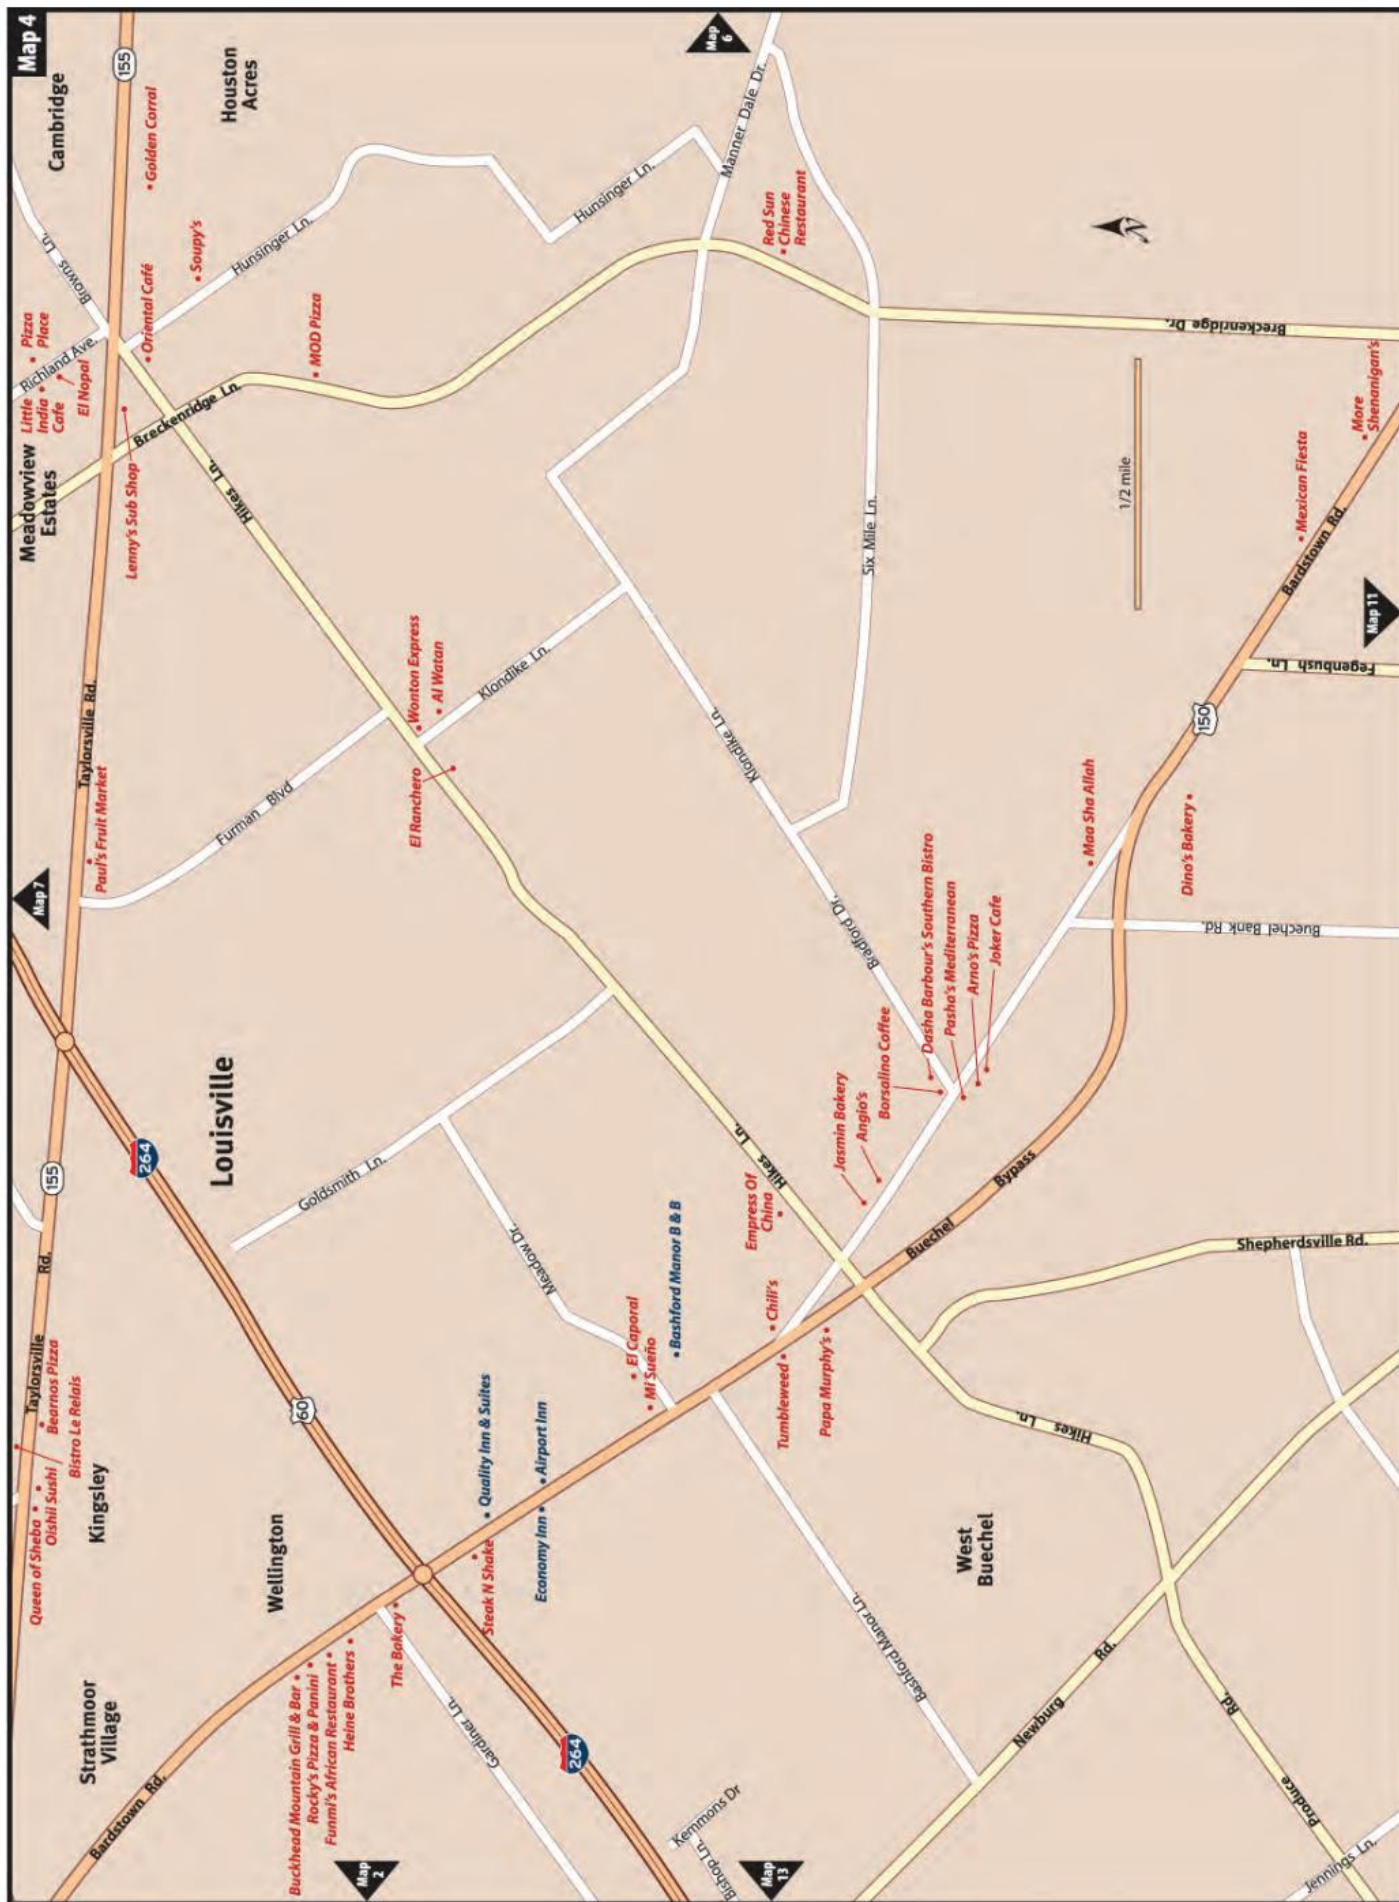 Map 4
Cambridge
155
Houston
Acres
Golden Corral
Soupy's
Browns Ln.
Hunsinger Ln.
Hunsinger Ln.
Map
6
Manner Dale Dr.
Red Sun
Chinese
Restaurant
N
Oriental Café
Pizza
Place
Richland Ave.
Little
India
Cafe
El Nopal
MOD Pizza
Breckenridge Ln.
Breckenridge Dr.
Meadowview
Estates
Lenny's Sub Shop
Hikes Ln.
Six Mile Ln.
1/2 mile
More
Shenanigan's
Mexican Fiesta
Bardstown Rd.
Map 11
Fegenbush Ln.
150
Taylorsville Rd.
Paul's Fruit Market
Furman Blvd
Wonton Express
Al Watan
El Ranchero
Klondike Ln.
Klondike Ln.
Map 7
Bradford Dr.
Maa Sha Allah
Dino's Bakery
Buechel Bank Rd.
Dasha Barbour's Southern Bistro
Pasha's Mediterranean
Arno's Pizza
Joker Cafe
Borsalino Coffee
Jasmin Bakery
Angio's
Louisville
264
155
Goldsmith Ln.
Meadow Dr.
Hikes Ln.
Empress Of
China
Buechel Bypass
Shepherdsville Rd.
Taylorsville Rd.
Bearnos Pizza
Bistro Le Relais
Queen of Sheba
Oishii Sushi
Kingsley
60
Bashford Manor B & B
El Caporal
Mi Sueño
Chili's
Tumbleweed
Papa Murphy's
Hikes Ln.
Quality Inn & Suites
Airport Inn
Economy Inn
Steak N Shake
Wellington
West
Buechel
The Bakery
Bashford Manor Ln.
Newburg Rd.
Strathmoor
Village
Buckhead Mountain Grill & Bar
Rocky's Pizza & Panini
Funmi's African Restaurant
Heine Brothers
Gardiner Ln.
264
Bardstown Rd.
Map
2
Kemmons Dr
Bishop Ln.
Map
13
Produce Rd.
Jennings Ln.